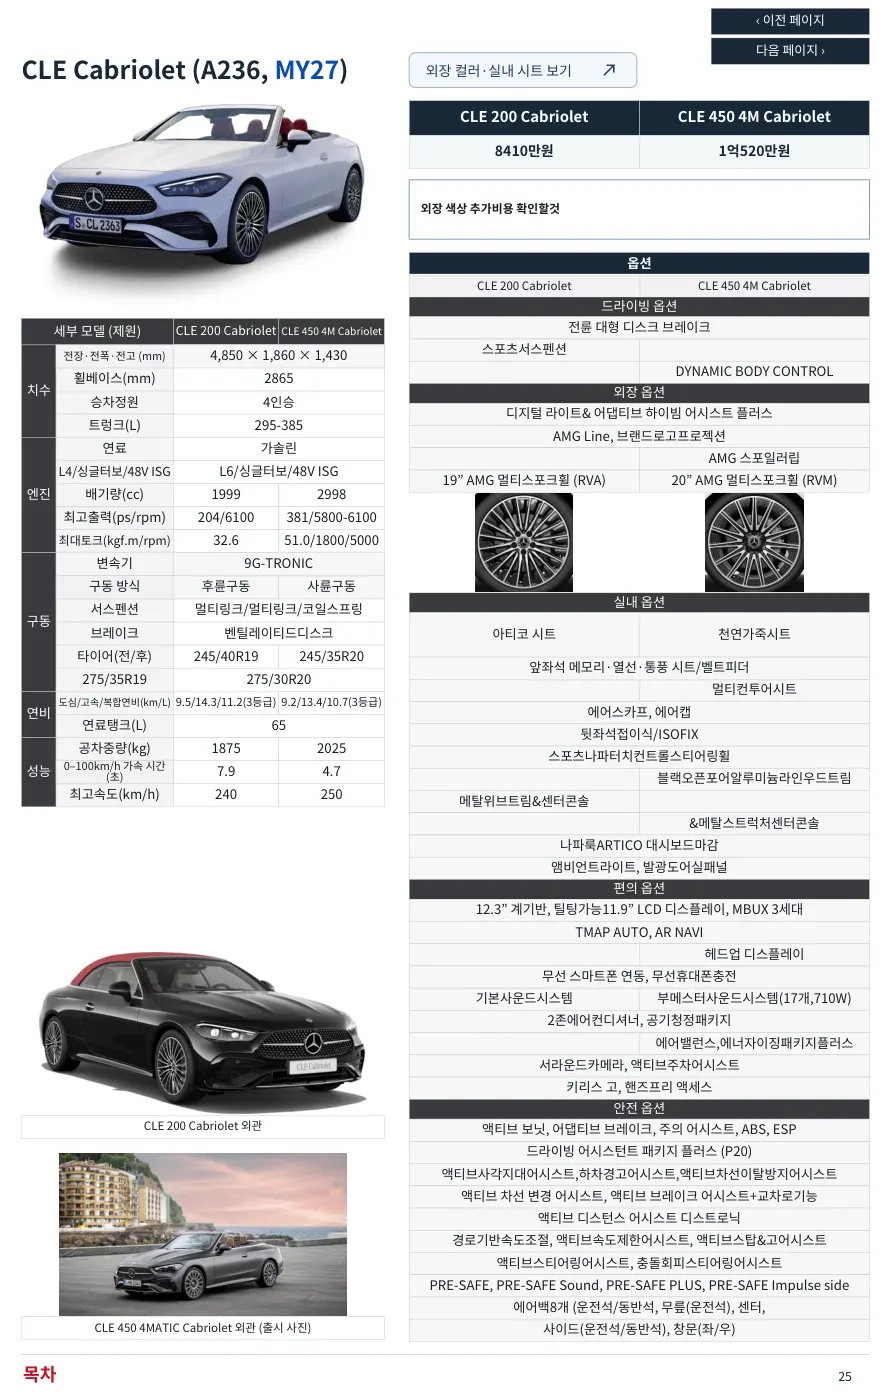 ‹ 이전 페이지
다음 페이지 ›
CLE Cabriolet (A236, MY27)
외장 컬러·실내 시트 보기
CLE 200 Cabriolet CLE 450 4M Cabriolet
8410만원 1억520만원
외장 색상 추가비용 확인할것
S CL 2363
세부 모델 (제원) CLE 200 Cabriolet CLE 450 4M Cabriolet
치수
전장·전폭·전고 (mm) 4,850 × 1,860 × 1,430
휠베이스(mm) 2865
승차정원 4인승
트렁크(L) 295-385
엔진
연료 가솔린
L4/싱글터보/48V ISG L6/싱글터보/48V ISG
배기량(cc) 1999 2998
최고출력(ps/rpm) 204/6100 381/5800-6100
최대토크(kgf.m/rpm) 32.6 51.0/1800/5000
구동
변속기 9G-TRONIC
구동 방식 후륜구동 사륜구동
서스펜션 멀티링크/멀티링크/코일스프링
브레이크 벤틸레이티드디스크
타이어(전/후) 245/40R19 245/35R20
275/35R19 275/30R20
연비
도심/고속/복합연비(km/L) 9.5/14.3/11.2(3등급) 9.2/13.4/10.7(3등급)
연료탱크(L) 65
성능
공차중량(kg) 1875 2025
0–100km/h 가속 시간
(초) 7.9 4.7
최고속도(km/h) 240 250
CLE Cabriolet
CLE 200 Cabriolet 외관
CLE 450 4MATIC Cabriolet 외관 (출시 사진)
옵션
CLE 200 Cabriolet CLE 450 4M Cabriolet
드라이빙 옵션
전륜 대형 디스크 브레이크
스포츠서스펜션
DYNAMIC BODY CONTROL
외장 옵션
디지털 라이트& 어댑티브 하이빔 어시스트 플러스
AMG Line, 브랜드로고프로젝션
AMG 스포일러립
19” AMG 멀티스포크휠 (RVA) 20” AMG 멀티스포크휠 (RVM)
실내 옵션
아티코 시트 천연가죽시트
앞좌석 메모리·열선·통풍 시트/벨트피더
멀티컨투어시트
에어스카프, 에어캡
뒷좌석접이식/ISOFIX
스포츠나파터치컨트롤스티어링휠
블랙오픈포어알루미늄라인우드트림
메탈위브트림&센터콘솔
&메탈스트럭처센터콘솔
나파룩ARTICO 대시보드마감
앰비언트라이트, 발광도어실패널
편의 옵션
12.3” 계기반, 틸팅가능11.9” LCD 디스플레이, MBUX 3세대
TMAP AUTO, AR NAVI
헤드업 디스플레이
무선 스마트폰 연동, 무선휴대폰충전
기본사운드시스템 부메스터사운드시스템(17개,710W)
2존에어컨디셔너, 공기청정패키지
에어밸런스,에너자이징패키지플러스
서라운드카메라, 액티브주차어시스트
키리스 고, 핸즈프리 액세스
안전 옵션
액티브 보닛, 어댑티브 브레이크, 주의 어시스트, ABS, ESP
드라이빙 어시스턴트 패키지 플러스 (P20)
액티브사각지대어시스트,하차경고어시스트,액티브차선이탈방지어시스트
액티브 차선 변경 어시스트, 액티브 브레이크 어시스트+교차로기능
액티브 디스턴스 어시스트 디스트로닉
경로기반속도조절, 액티브속도제한어시스트, 액티브스탑&고어시스트
액티브스티어링어시스트, 충돌회피스티어링어시스트
PRE-SAFE, PRE-SAFE Sound, PRE-SAFE PLUS, PRE-SAFE Impulse side
에어백8개 (운전석/동반석, 무릎(운전석), 센터,
사이드(운전석/동반석), 창문(좌/우)
목차
25